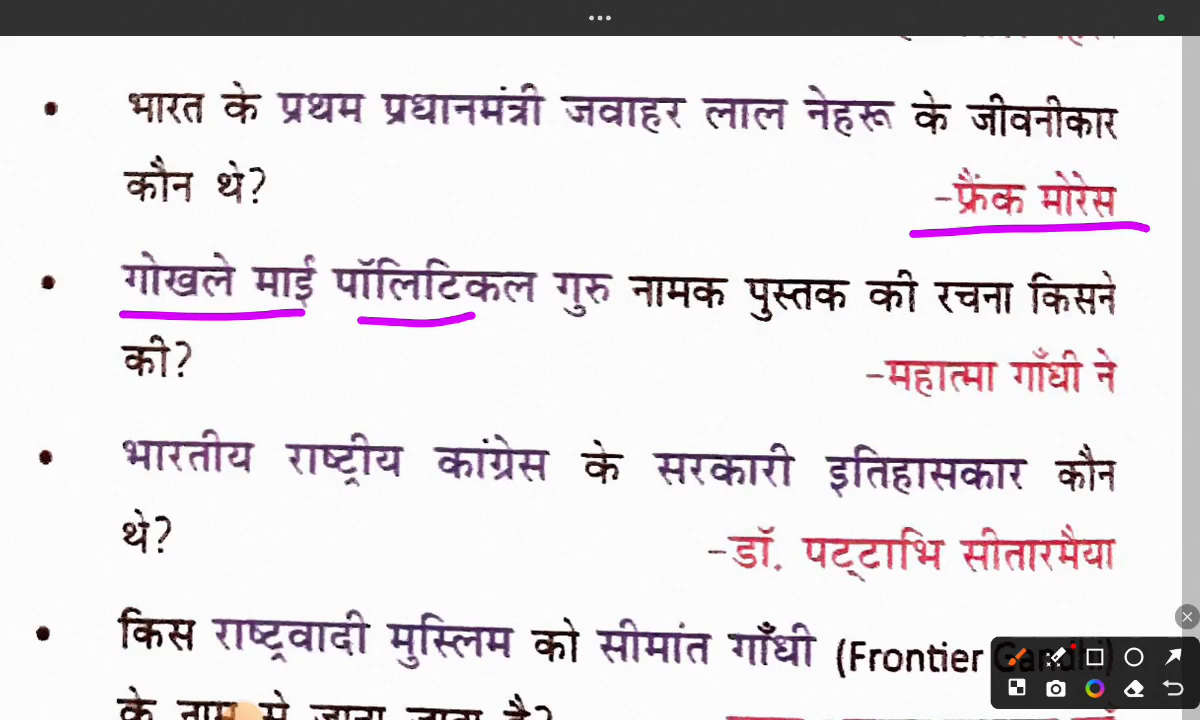 भारत के प्रथम प्रधानमंत्री जवाहर लाल नेहरू के जीवनीकार
कौन थे? -फ्रैंक मोरेस
गोखले माई पॉलिटिकल गुरु नामक पुस्तक की रचना किसने
की? -महात्मा गाँधी ने
भारतीय राष्ट्रीय कांग्रेस के सरकारी इतिहासकार कौन
थे? -डॉ. पट्टाभि सीतारमैया
किस राष्ट्रवादी मुस्लिम को सीमांत गाँधी (Frontier Gandhi)
के नाम से जाना जाता है?